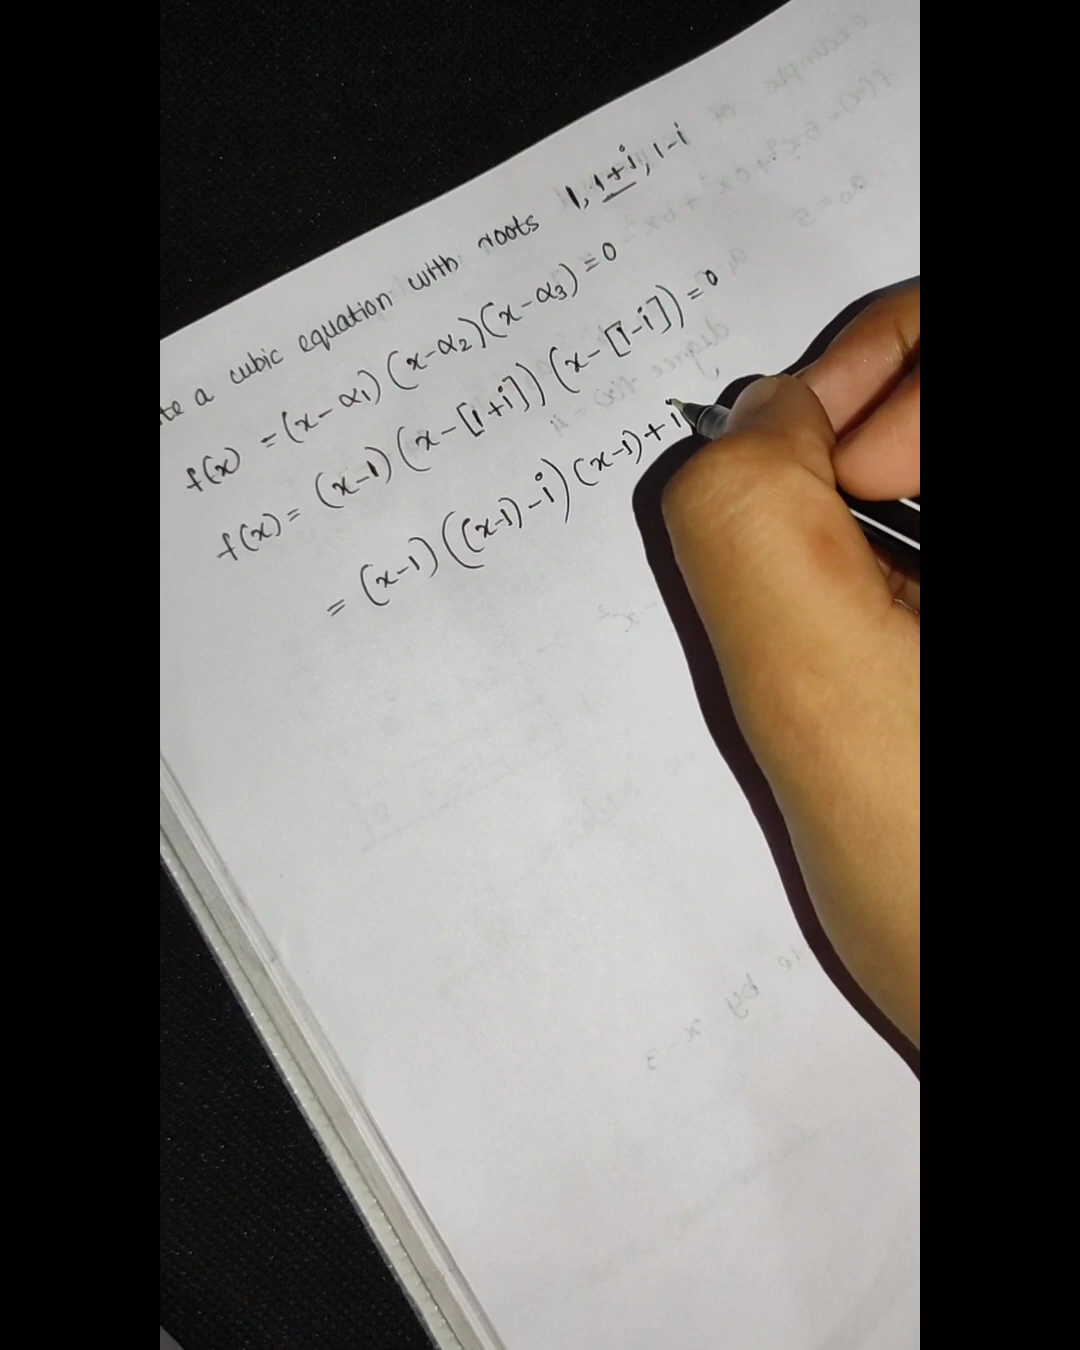 te a cubic equation with roots 1, 1+i, 1-i
f(x) = (x-α1)(x-α2)(x-α3) = 0
f(x) = (x-1)(x-[1+i])(x-[1-i]) = 0
= (x-1)((x-1)-i)(x-1)+i